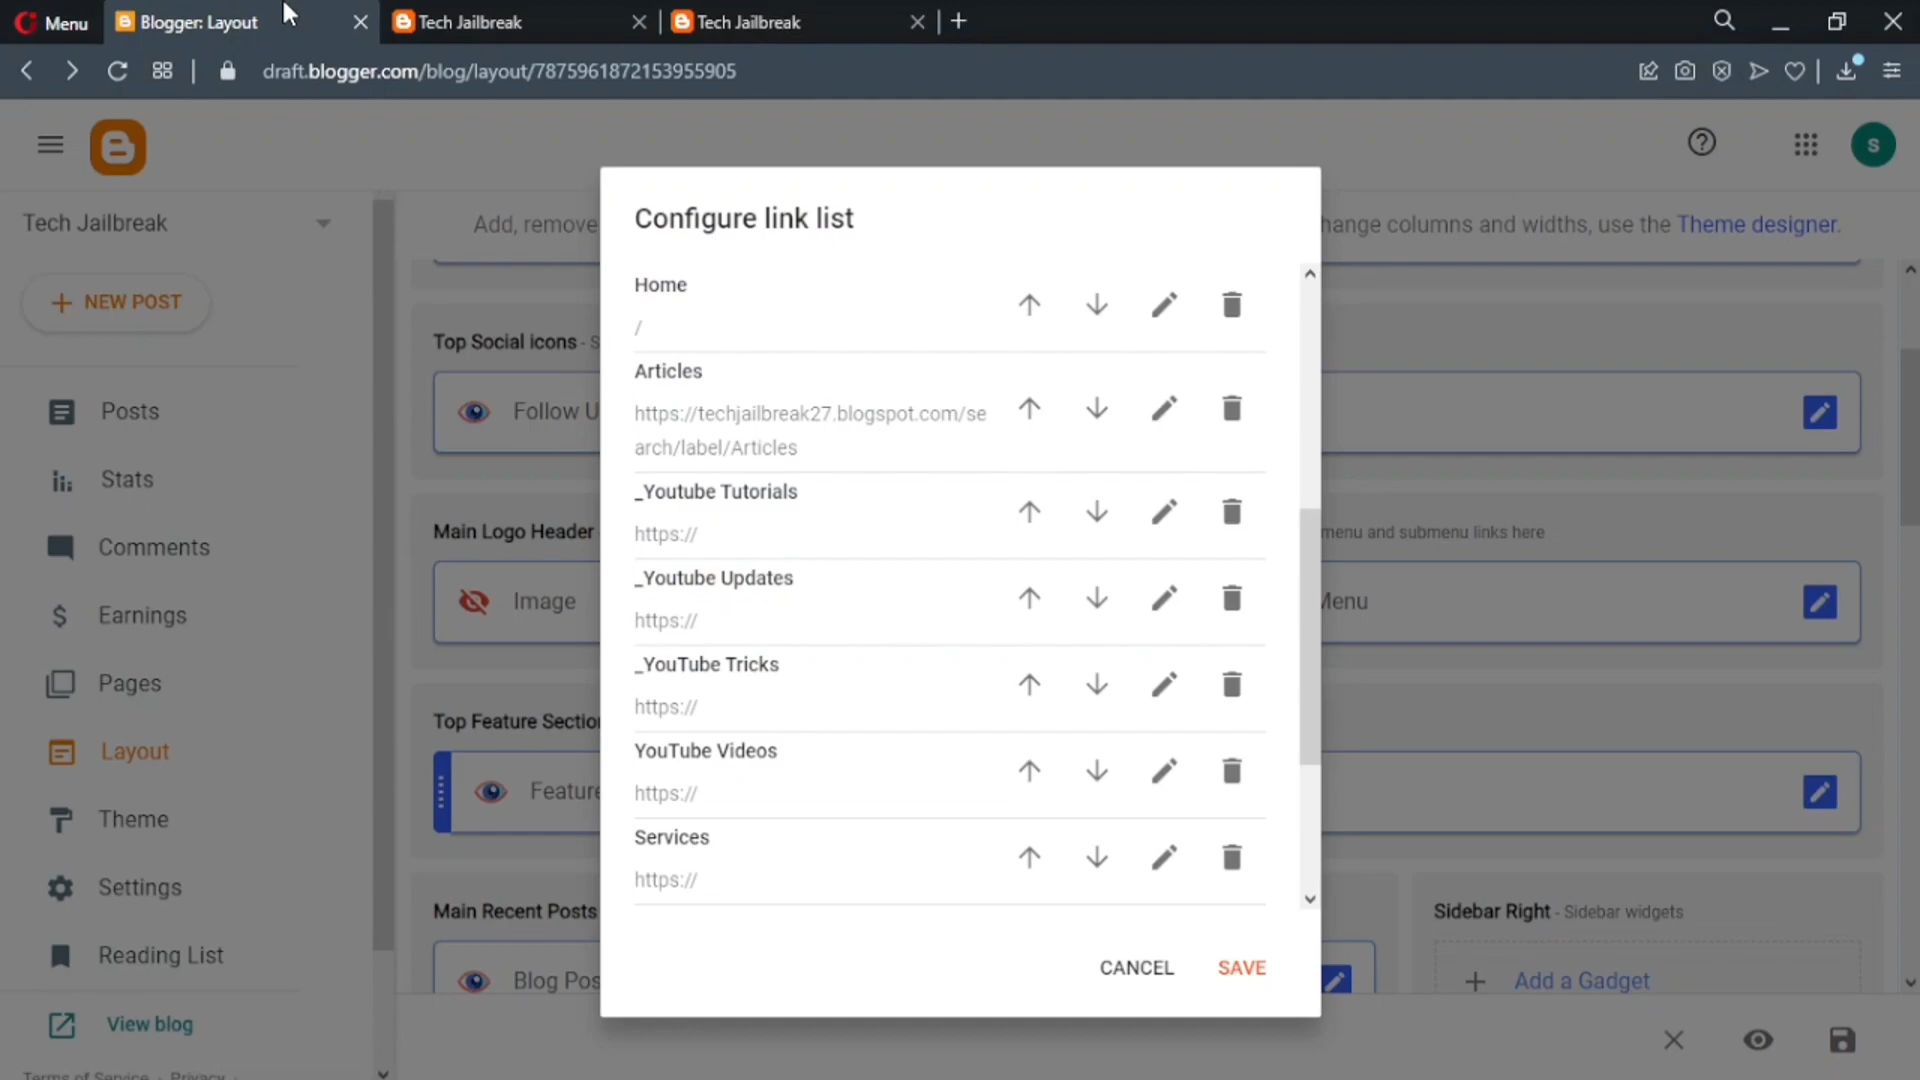 Menu
Blogger: Layout
Tech Jailbreak
Tech Jailbreak
draft.blogger.com/blog/layout/7875961872153955905
S
Tech Jailbreak
NEW POST
Posts
Stats
Comments
Earnings
Pages
Layout
Theme
Settings
Reading List
View blog
Terms of Service · Privacy ·
Add, remove
hange columns and widths, use the Theme designer.
Top Social icons - S
Follow U
Main Logo Header
menu and submenu links here
Image
Menu
Top Feature Section
Feature
Main Recent Posts
Blog Pos
Sidebar Right - Sidebar widgets
Add a Gadget
Configure link list
Home
/
Articles
https://techjailbreak27.blogspot.com/se
arch/label/Articles
_Youtube Tutorials
https://
_Youtube Updates
https://
_YouTube Tricks
https://
YouTube Videos
https://
Services
https://
CANCEL
SAVE